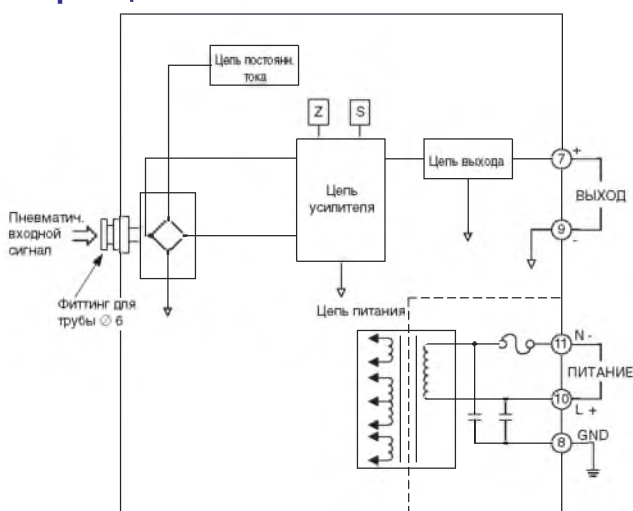 Цепь постоянн.
тока
Z
S
Цепь
усилителя
Цепь выхода
7
+
ВЫХОД
9
-
Пневматич.
входной
сигнал
Фиттинг для
трубы ∅ 6
Цепь питания
11
N -
ПИТАНИЕ
10
L +
8
GND